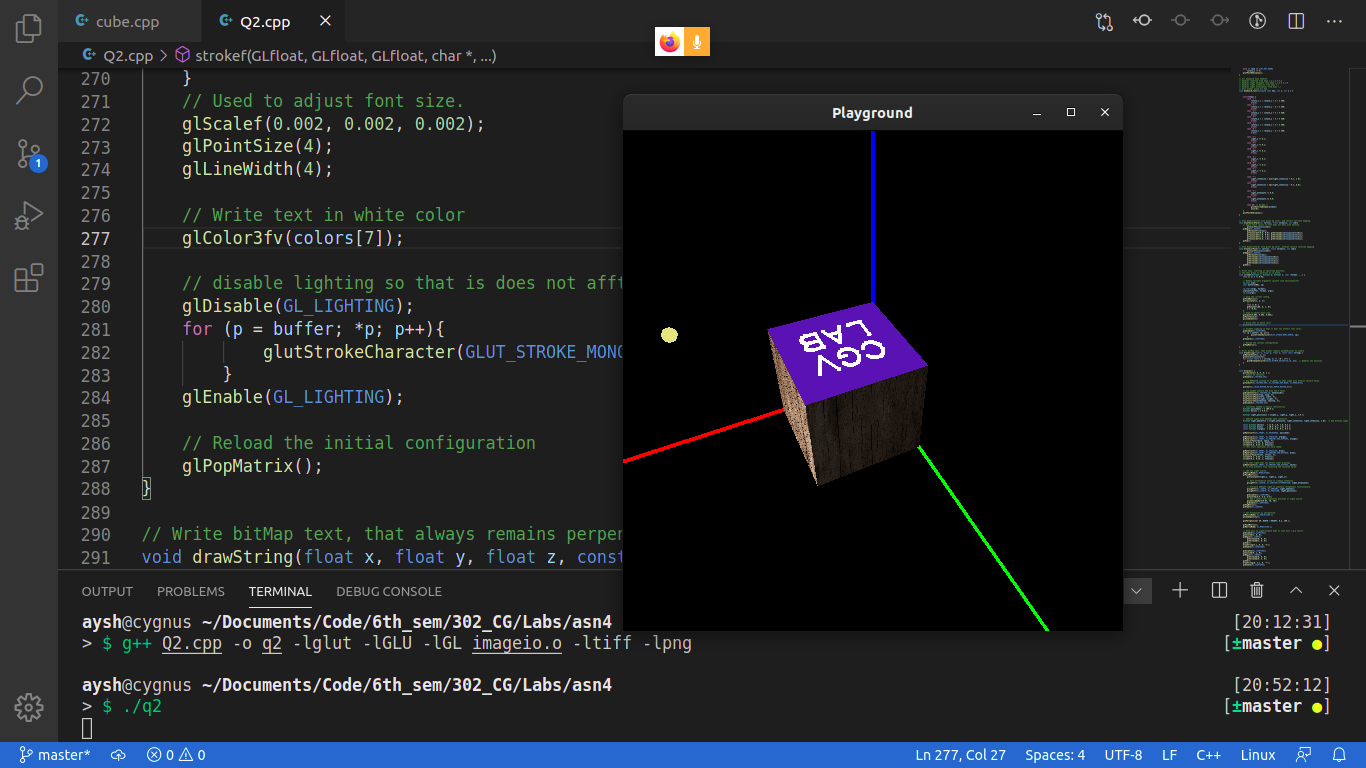 cube.cpp
Q2.cpp
Q2.cpp > strokef(GLfloat, GLfloat, GLfloat, char *, ...)
270 }
271 // Used to adjust font size.
272 glScalef(0.002, 0.002, 0.002);
273 glPointSize(4);
274 glLineWidth(4);
275
276 // Write text in white color
277 glColor3fv(colors[7]);
278
279 // disable lighting so that is does not afft
280 glDisable(GL_LIGHTING);
281 for (p = buffer; *p; p++){
282 glutStrokeCharacter(GLUT_STROKE_MONO
283 }
284 glEnable(GL_LIGHTING);
285
286 // Reload the initial configuration
287 glPopMatrix();
288 }
289
290 // Write bitMap text, that always remains perpen
291 void drawString(float x, float y, float z, const
Playground
CGV
LAB
OUTPUT
PROBLEMS
TERMINAL
DEBUG CONSOLE
aysh@cygnus ~/Documents/Code/6th_sem/302_CG/Labs/asn4 [20:12:31]
> $ g++ Q2.cpp -o q2 -lglut -lGLU -lGL imageio.o -ltiff -lpng [±master ●]
aysh@cygnus ~/Documents/Code/6th_sem/302_CG/Labs/asn4 [20:52:12]
> $ ./q2 [±master ●]
1
master*
0
0
Ln 277, Col 27
Spaces: 4
UTF-8
LF
C++
Linux